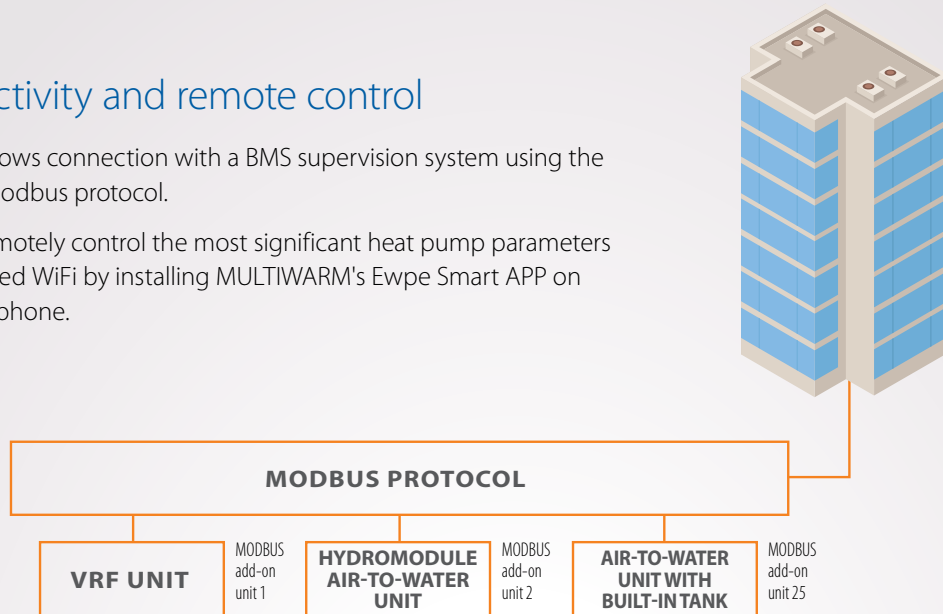 ctivity and remote control
ows connection with a BMS supervision system using the
odbus protocol.
motely control the most significant heat pump parameters
ed WiFi by installing MULTIWARM's Ewpe Smart APP on
phone.
MODBUS PROTOCOL
VRF UNIT
MODBUS
add-on
unit 1
HYDROMODULE
AIR-TO-WATER
UNIT
MODBUS
add-on
unit 2
AIR-TO-WATER
UNIT WITH
BUILT-IN TANK
MODBUS
add-on
unit 25